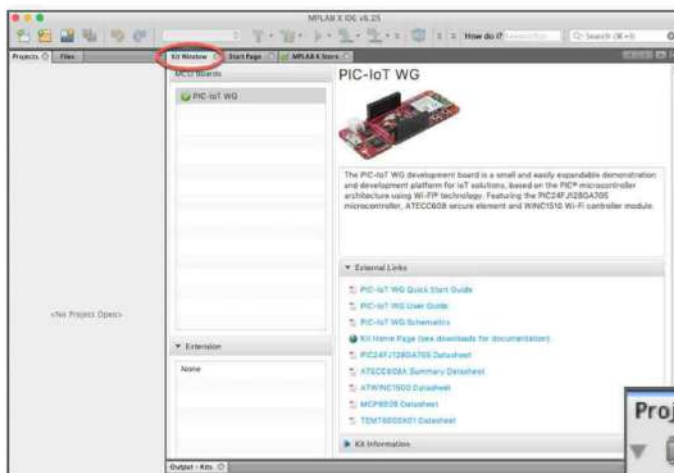 MPLAB X IDE v5.25
How do I?
Search (⌘+I)
Projects
Files
Kit Window
Start Page
MPLAB X Store
MCU Boards
PIC-IoT WG
PIC-IoT WG
The PIC-IoT WG development board is a small and easily expandable demonstration
and development platform for IoT solutions, based on the PIC® microcontroller
architecture using Wi-Fi® technology. Featuring the PIC24FJ128GA705
microcontroller, ATECC608 secure element and WINC1510 Wi-Fi controller module.
External Links
PIC-IoT WG Quick Start Guide
PIC-IoT WG User Guide
PIC-IoT WG Schematics
Kit Home Page (see downloads for documentation)
PIC24FJ128GA705 Datasheet
ATECC608A Summary Datasheet
ATWINC1500 Datasheet
MCP9808 Datasheet
TEMT6000X01 Datasheet
Kit Information
<No Project Open>
Extension
None
Output - Kits
Proj